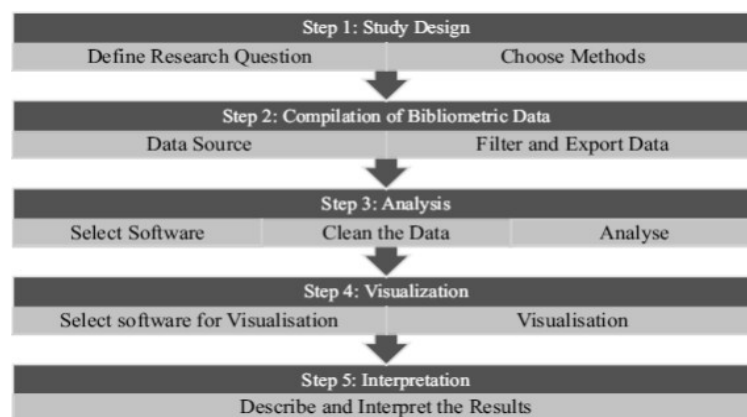 Step 1: Study Design
Define Research Question Choose Methods
Step 2: Compilation of Bibliometric Data
Data Source Filter and Export Data
Step 3: Analysis
Select Software Clean the Data Analyse
Step 4: Visualization
Select software for Visualisation Visualisation
Step 5: Interpretation
Describe and Interpret the Results